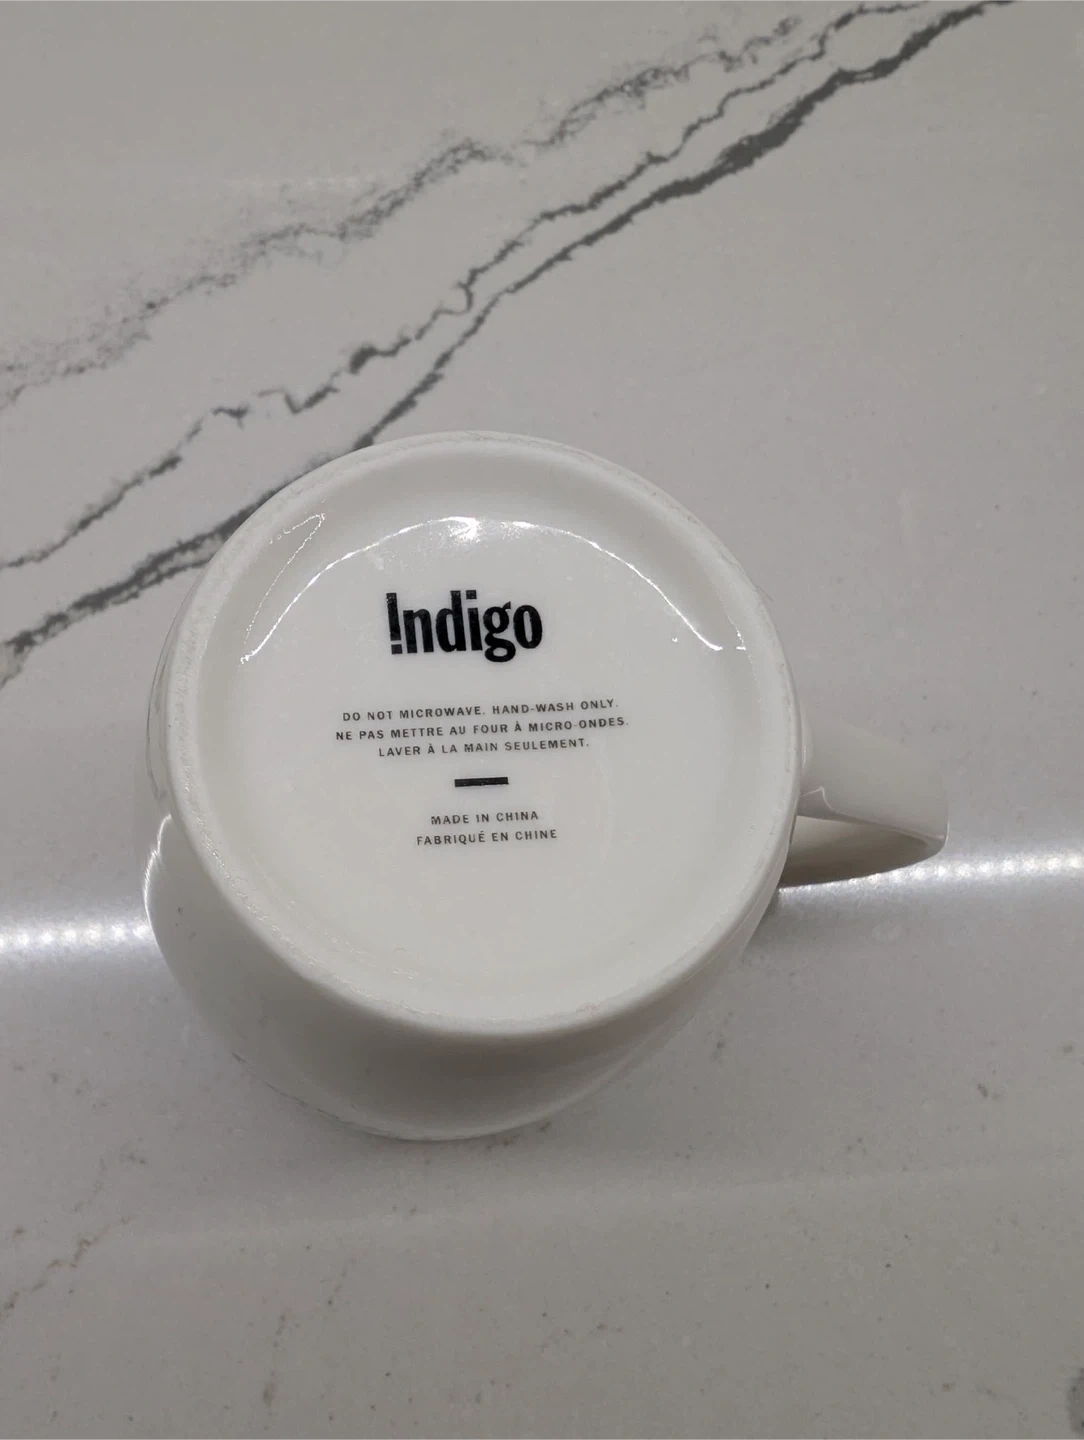 Indigo
DO NOT MICROWAVE. HAND-WASH ONLY.
NE PAS METTRE AU FOUR À MICRO-ONDES.
LAVER À LA MAIN SEULEMENT.
MADE IN CHINA
FABRIQUÉ EN CHINE